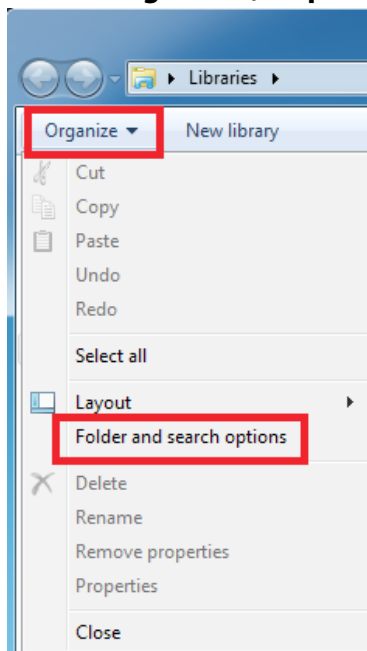 Libraries
Organize New library
Cut
Copy
Paste
Undo
Redo
Select all
Layout
Folder and search options
Delete
Rename
Remove properties
Properties
Close